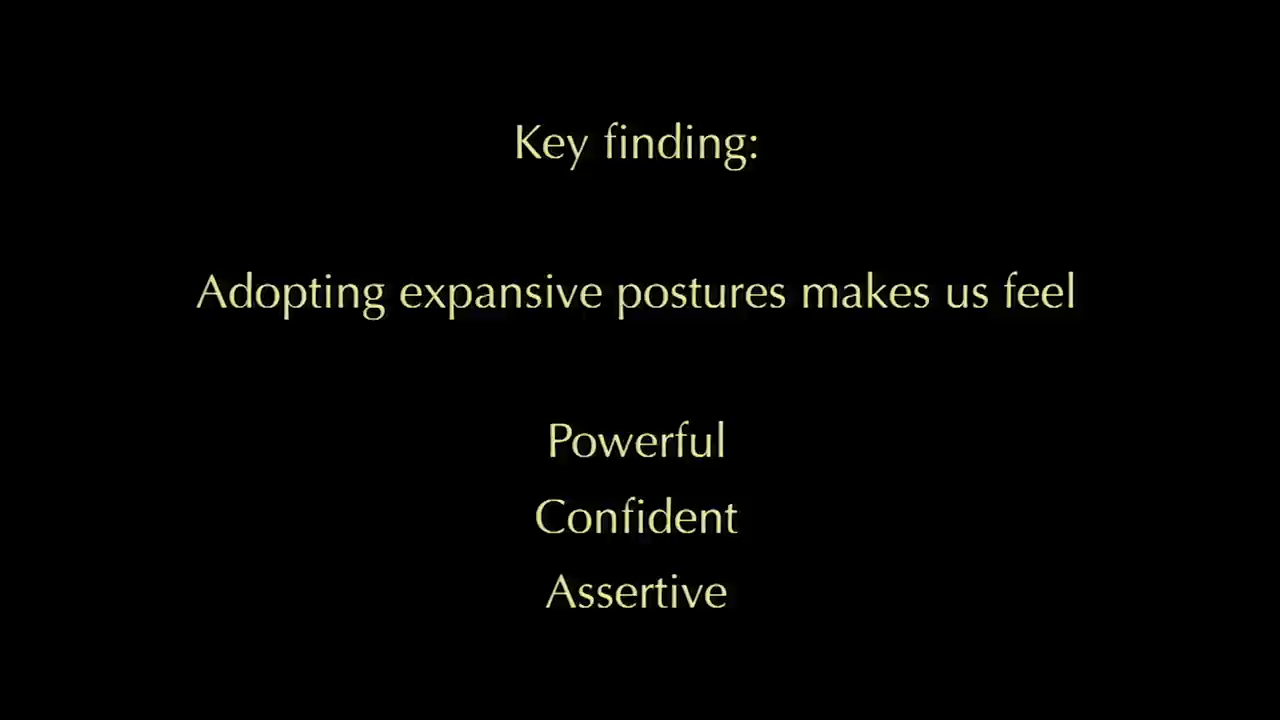 Key finding:
Adopting expansive postures makes us feel
Powerful
Confident
Assertive